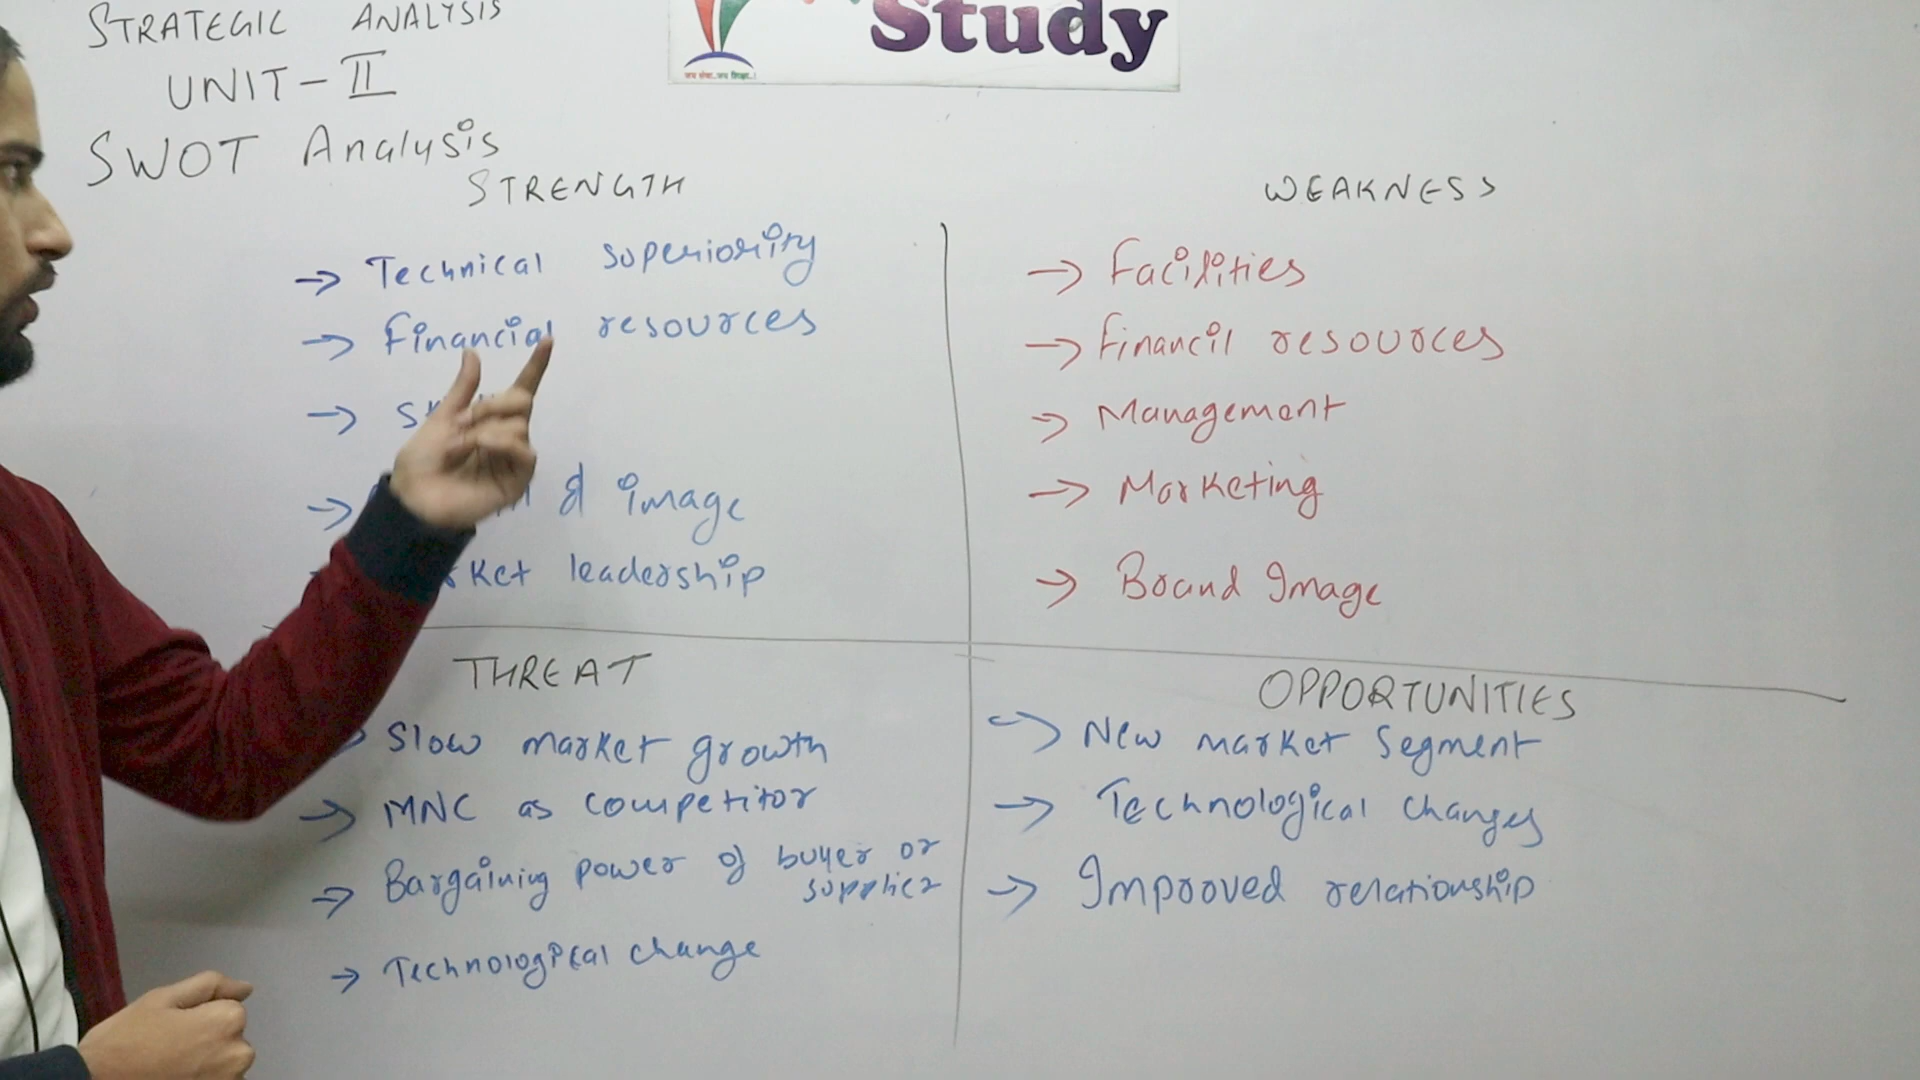 STRATEGIC ANALYSIS
UNIT-II
SWOT Analysis
Study
STRENGTH
→ Technical superiority
→ Financial resources
→
→ & image
leadership
WEAKNESS
→ Facilities
→ Financil resources
→ Management
→ Marketing
→ Brand Image
THREAT
Slow market growth
→ MNC as competitor
→ Bargaining power of buyer or
supplier
→ Technological change
OPPORTUNITIES
→ New market Segment
→ Technological changes
→ Improoved relationship